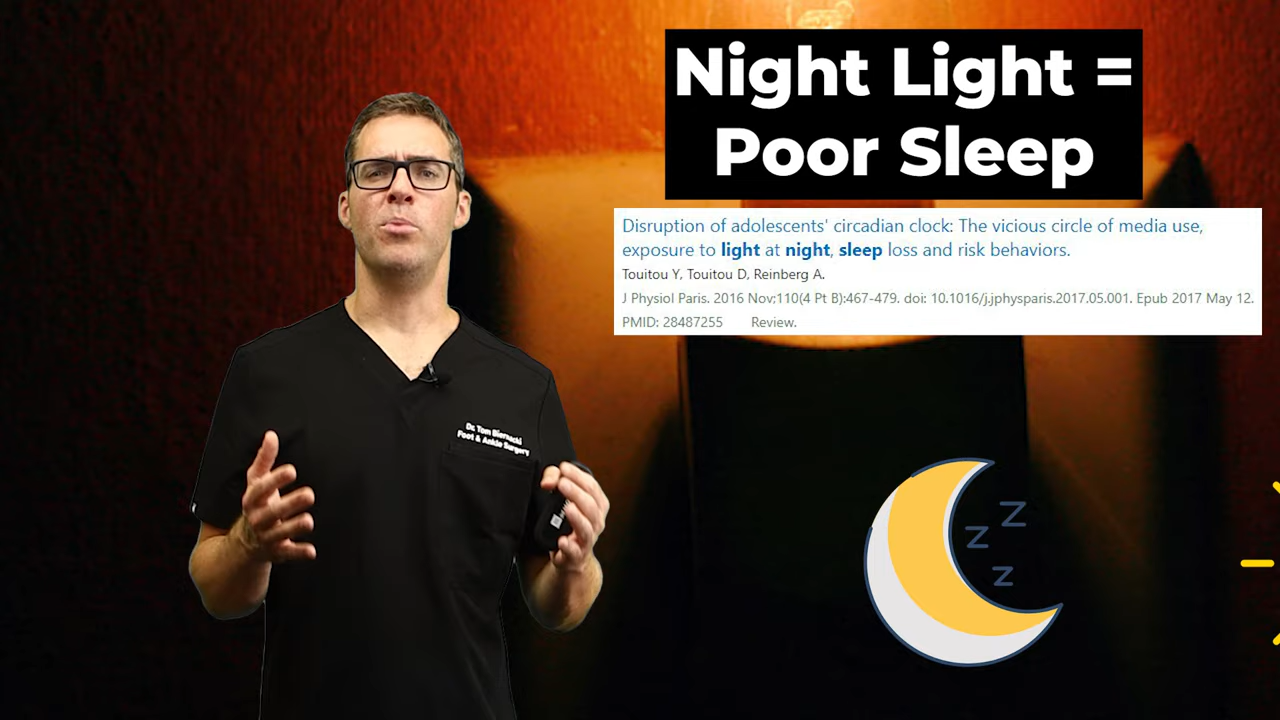 Night Light =
Poor Sleep
Disruption of adolescents' circadian clock: The vicious circle of media use,
exposure to light at night, sleep loss and risk behaviors.
Touitou Y, Touitou D, Reinberg A.
J Physiol Paris. 2016 Nov;110(4 Pt B):467-479. doi: 10.1016/j.jphysparis.2017.05.001. Epub 2017 May 12.
PMID: 28487255 Review.
Dr. Tom Biernacki
Foot & Ankle Surgery
Z
Z
Z